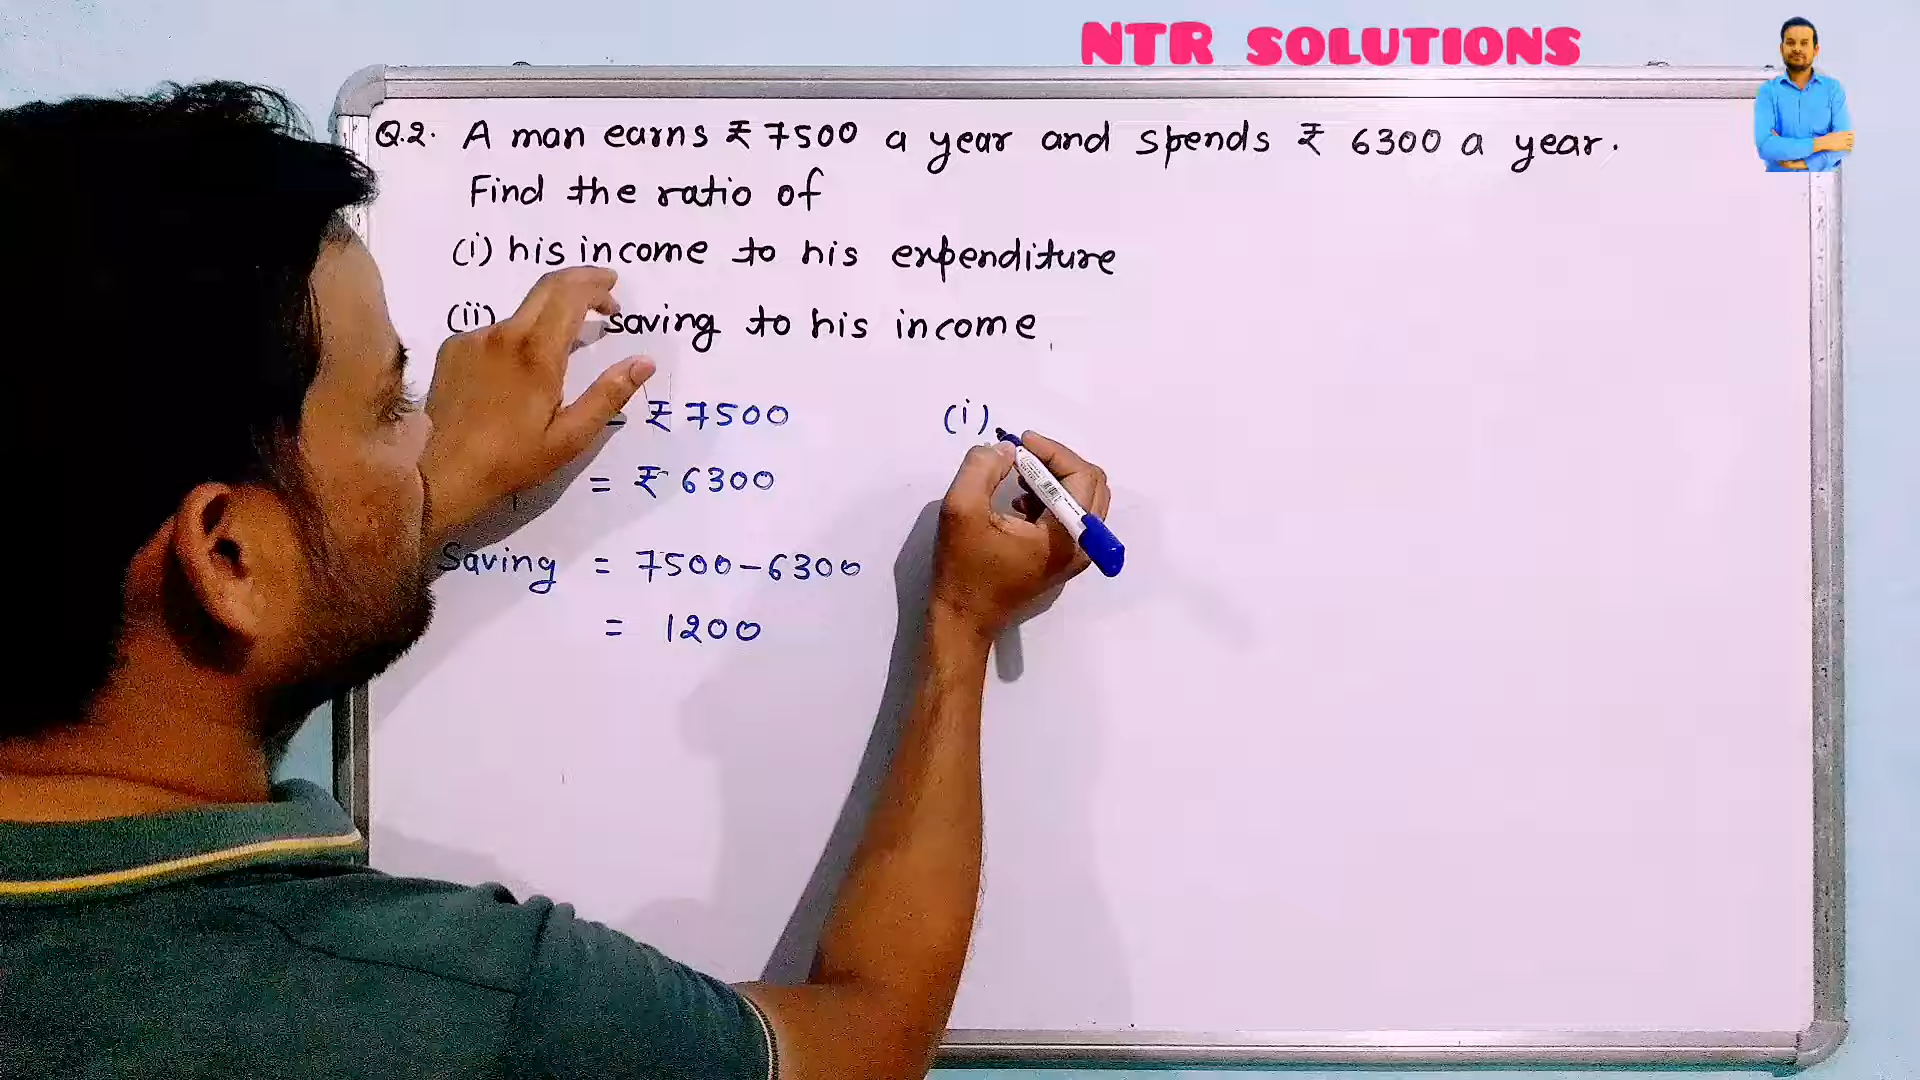 NTR SOLUTIONS
Q.2. A man earns ₹ 7500 a year and spends ₹ 6300 a year.
Find the ratio of
(i) his income to his expenditure
(ii) saving to his income
= ₹ 7500
= ₹ 6300
Saving = 7500-6300
= 1200
(i)